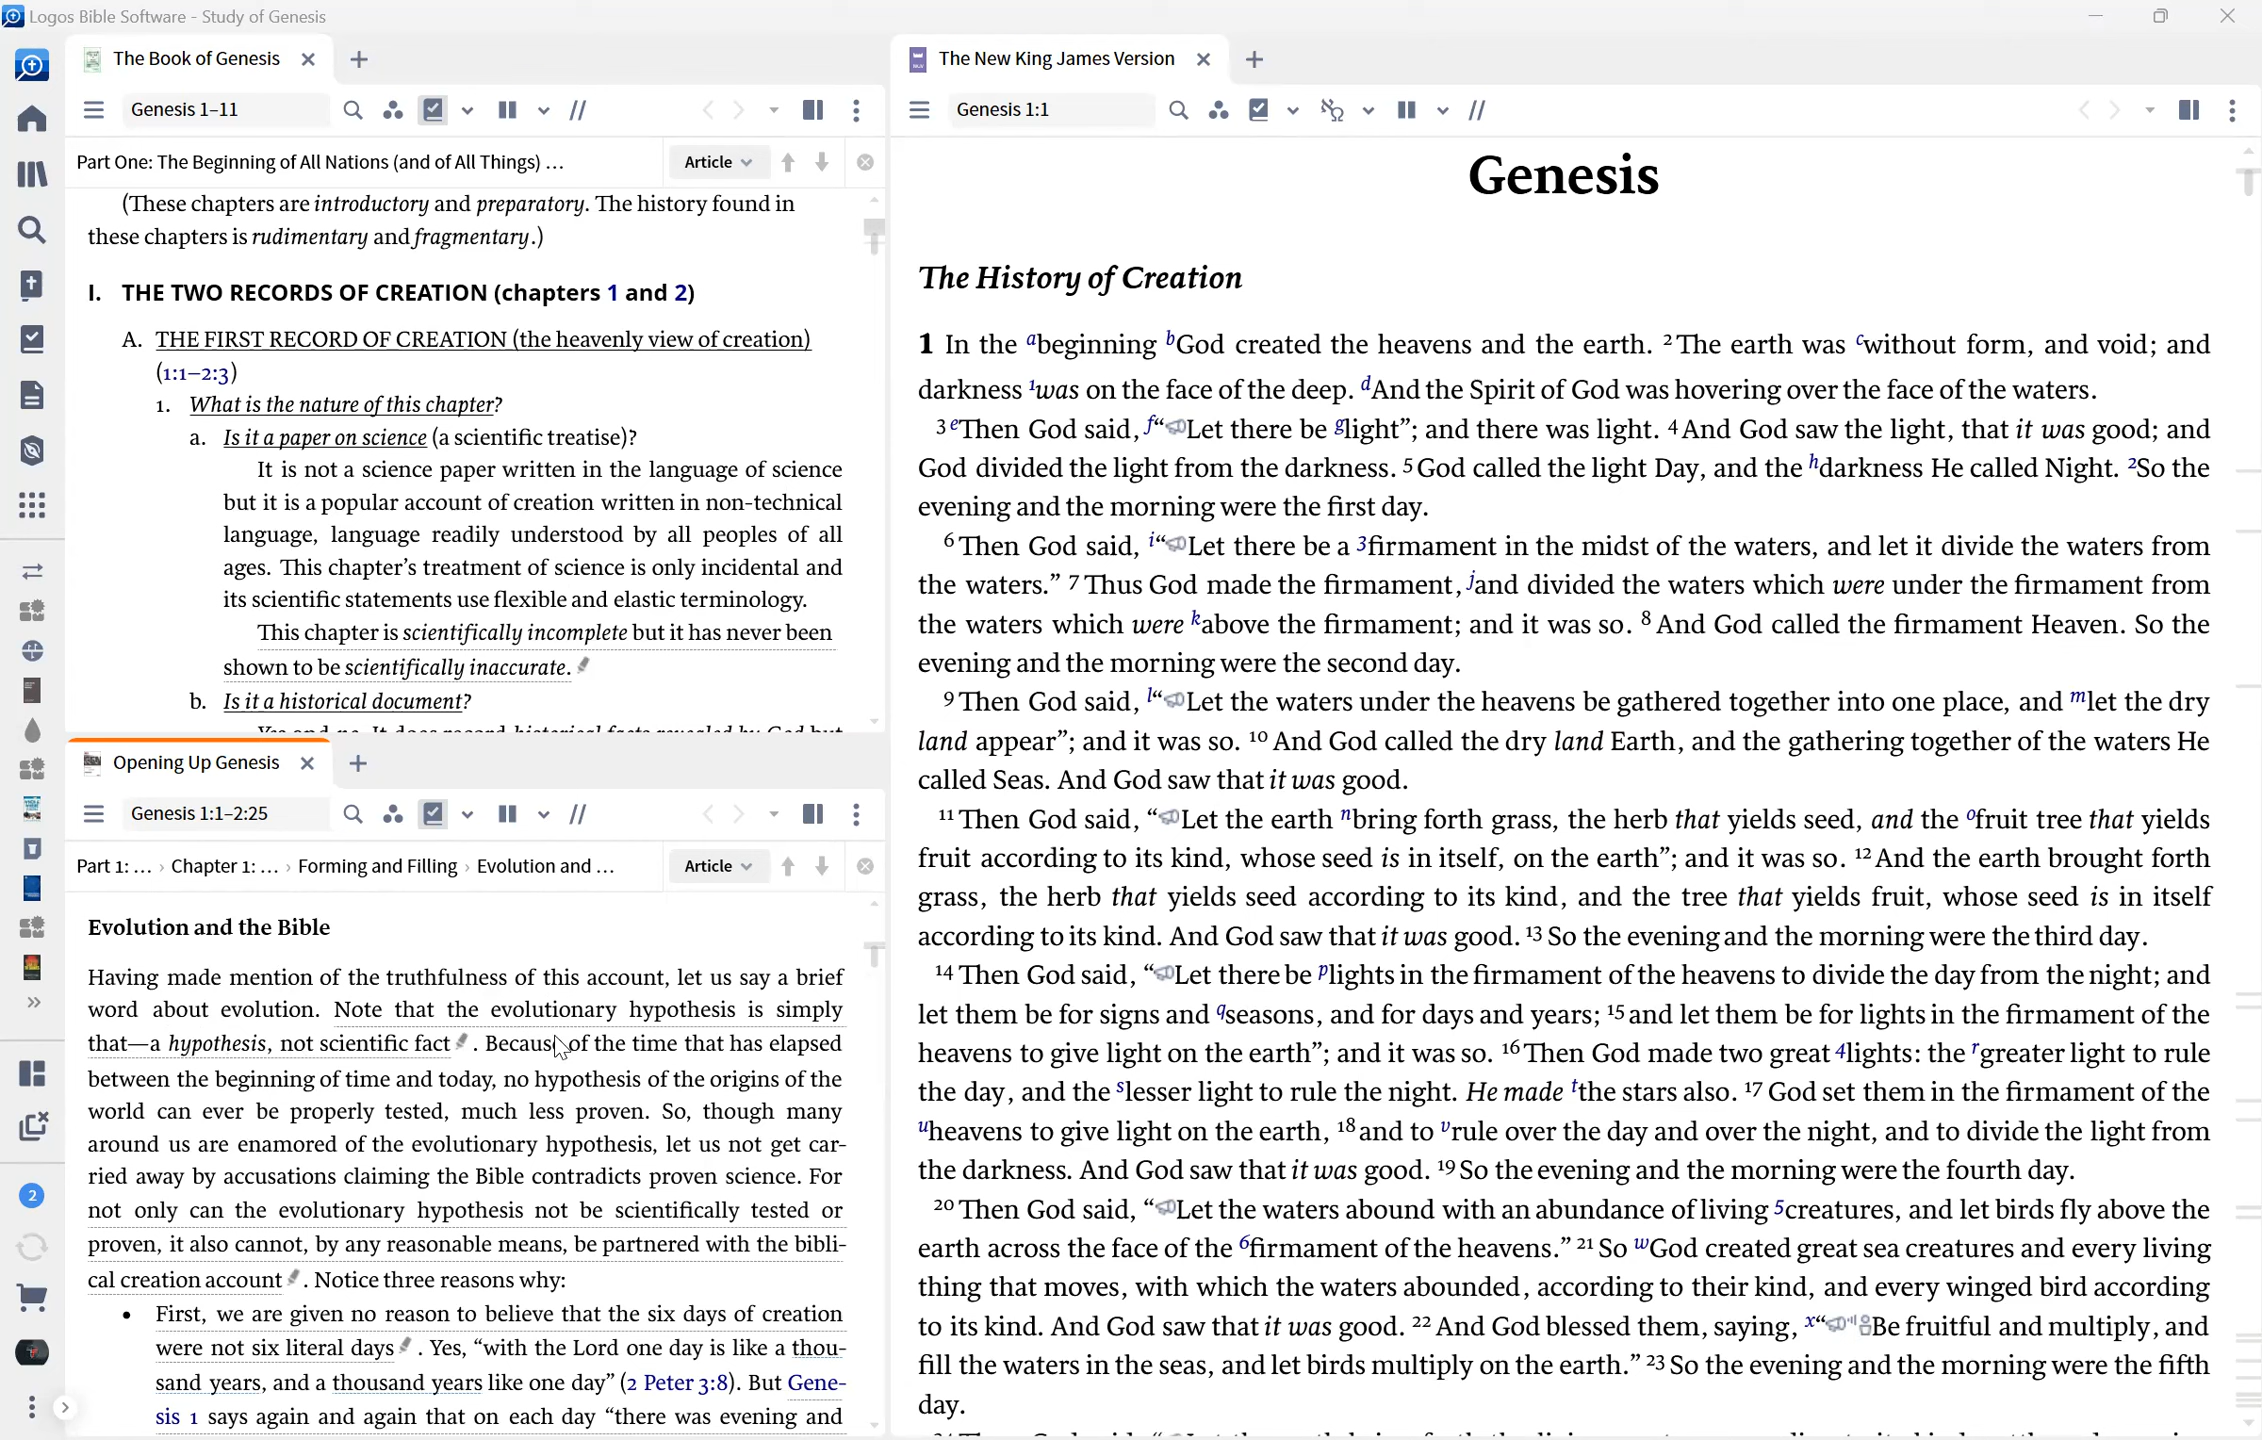 Logos Bible Software - Study of Genesis
The Book of Genesis
Genesis 1–11
Part One: The Beginning of All Nations (and of All Things) …
Article
(These chapters are introductory and preparatory. The history found in
these chapters is rudimentary and fragmentary.)
I. THE TWO RECORDS OF CREATION (chapters 1 and 2)
A. THE FIRST RECORD OF CREATION (the heavenly view of creation)
(1:1–2:3)
1. What is the nature of this chapter?
a. Is it a paper on science (a scientific treatise)?
It is not a science paper written in the language of science
but it is a popular account of creation written in non-technical
language, language readily understood by all peoples of all
ages. This chapter’s treatment of science is only incidental and
its scientific statements use flexible and elastic terminology.
This chapter is scientifically incomplete but it has never been
shown to be scientifically inaccurate.
b. Is it a historical document?
Opening Up Genesis
Genesis 1:1–2:25
Part 1: … › Chapter 1: … › Forming and Filling › Evolution and …
Article
Evolution and the Bible
Having made mention of the truthfulness of this account, let us say a brief
word about evolution. Note that the evolutionary hypothesis is simply
that—a hypothesis, not scientific fact . Because of the time that has elapsed
between the beginning of time and today, no hypothesis of the origins of the
world can ever be properly tested, much less proven. So, though many
around us are enamored of the evolutionary hypothesis, let us not get car-
ried away by accusations claiming the Bible contradicts proven science. For
not only can the evolutionary hypothesis not be scientifically tested or
proven, it also cannot, by any reasonable means, be partnered with the bibli-
cal creation account . Notice three reasons why:
• First, we are given no reason to believe that the six days of creation
were not six literal days . Yes, “with the Lord one day is like a thou-
sand years, and a thousand years like one day” (2 Peter 3:8). But Gene-
sis 1 says again and again that on each day “there was evening and
2
The New King James Version
Genesis 1:1
Genesis
The History of Creation
1 In the a beginning b God created the heavens and the earth. 2 The earth was c without form, and void; and
darkness 1 was on the face of the deep. d And the Spirit of God was hovering over the face of the waters.
3 e Then God said, f “Let there be g light”; and there was light. 4 And God saw the light, that it was good; and
God divided the light from the darkness. 5 God called the light Day, and the h darkness He called Night. 2 So the
evening and the morning were the first day.
6 Then God said, i “Let there be a 3 firmament in the midst of the waters, and let it divide the waters from
the waters.” 7 Thus God made the firmament, j and divided the waters which were under the firmament from
the waters which were k above the firmament; and it was so. 8 And God called the firmament Heaven. So the
evening and the morning were the second day.
9 Then God said, l “Let the waters under the heavens be gathered together into one place, and m let the dry
land appear”; and it was so. 10 And God called the dry land Earth, and the gathering together of the waters He
called Seas. And God saw that it was good.
11 Then God said, “Let the earth n bring forth grass, the herb that yields seed, and the o fruit tree that yields
fruit according to its kind, whose seed is in itself, on the earth”; and it was so. 12 And the earth brought forth
grass, the herb that yields seed according to its kind, and the tree that yields fruit, whose seed is in itself
according to its kind. And God saw that it was good. 13 So the evening and the morning were the third day.
14 Then God said, “Let there be p lights in the firmament of the heavens to divide the day from the night; and
let them be for signs and q seasons, and for days and years; 15 and let them be for lights in the firmament of the
heavens to give light on the earth”; and it was so. 16 Then God made two great 4 lights: the r greater light to rule
the day, and the s lesser light to rule the night. He made t the stars also. 17 God set them in the firmament of the
u heavens to give light on the earth, 18 and to v rule over the day and over the night, and to divide the light from
the darkness. And God saw that it was good. 19 So the evening and the morning were the fourth day.
20 Then God said, “Let the waters abound with an abundance of living 5 creatures, and let birds fly above the
earth across the face of the 6 firmament of the heavens.” 21 So w God created great sea creatures and every living
thing that moves, with which the waters abounded, according to their kind, and every winged bird according
to its kind. And God saw that it was good. 22 And God blessed them, saying, x “Be fruitful and multiply, and
fill the waters in the seas, and let birds multiply on the earth.” 23 So the evening and the morning were the fifth
day.